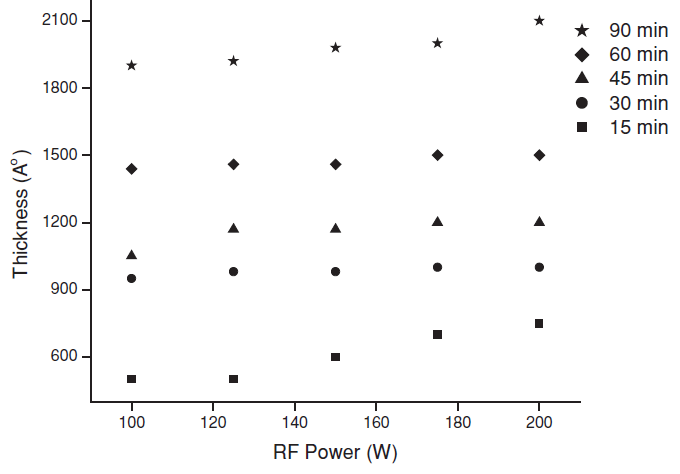 2100
1800
1500
1200
900
600
Thickness (A°)
100 120 140 160 180 200
RF Power (W)
90 min
60 min
45 min
30 min
15 min